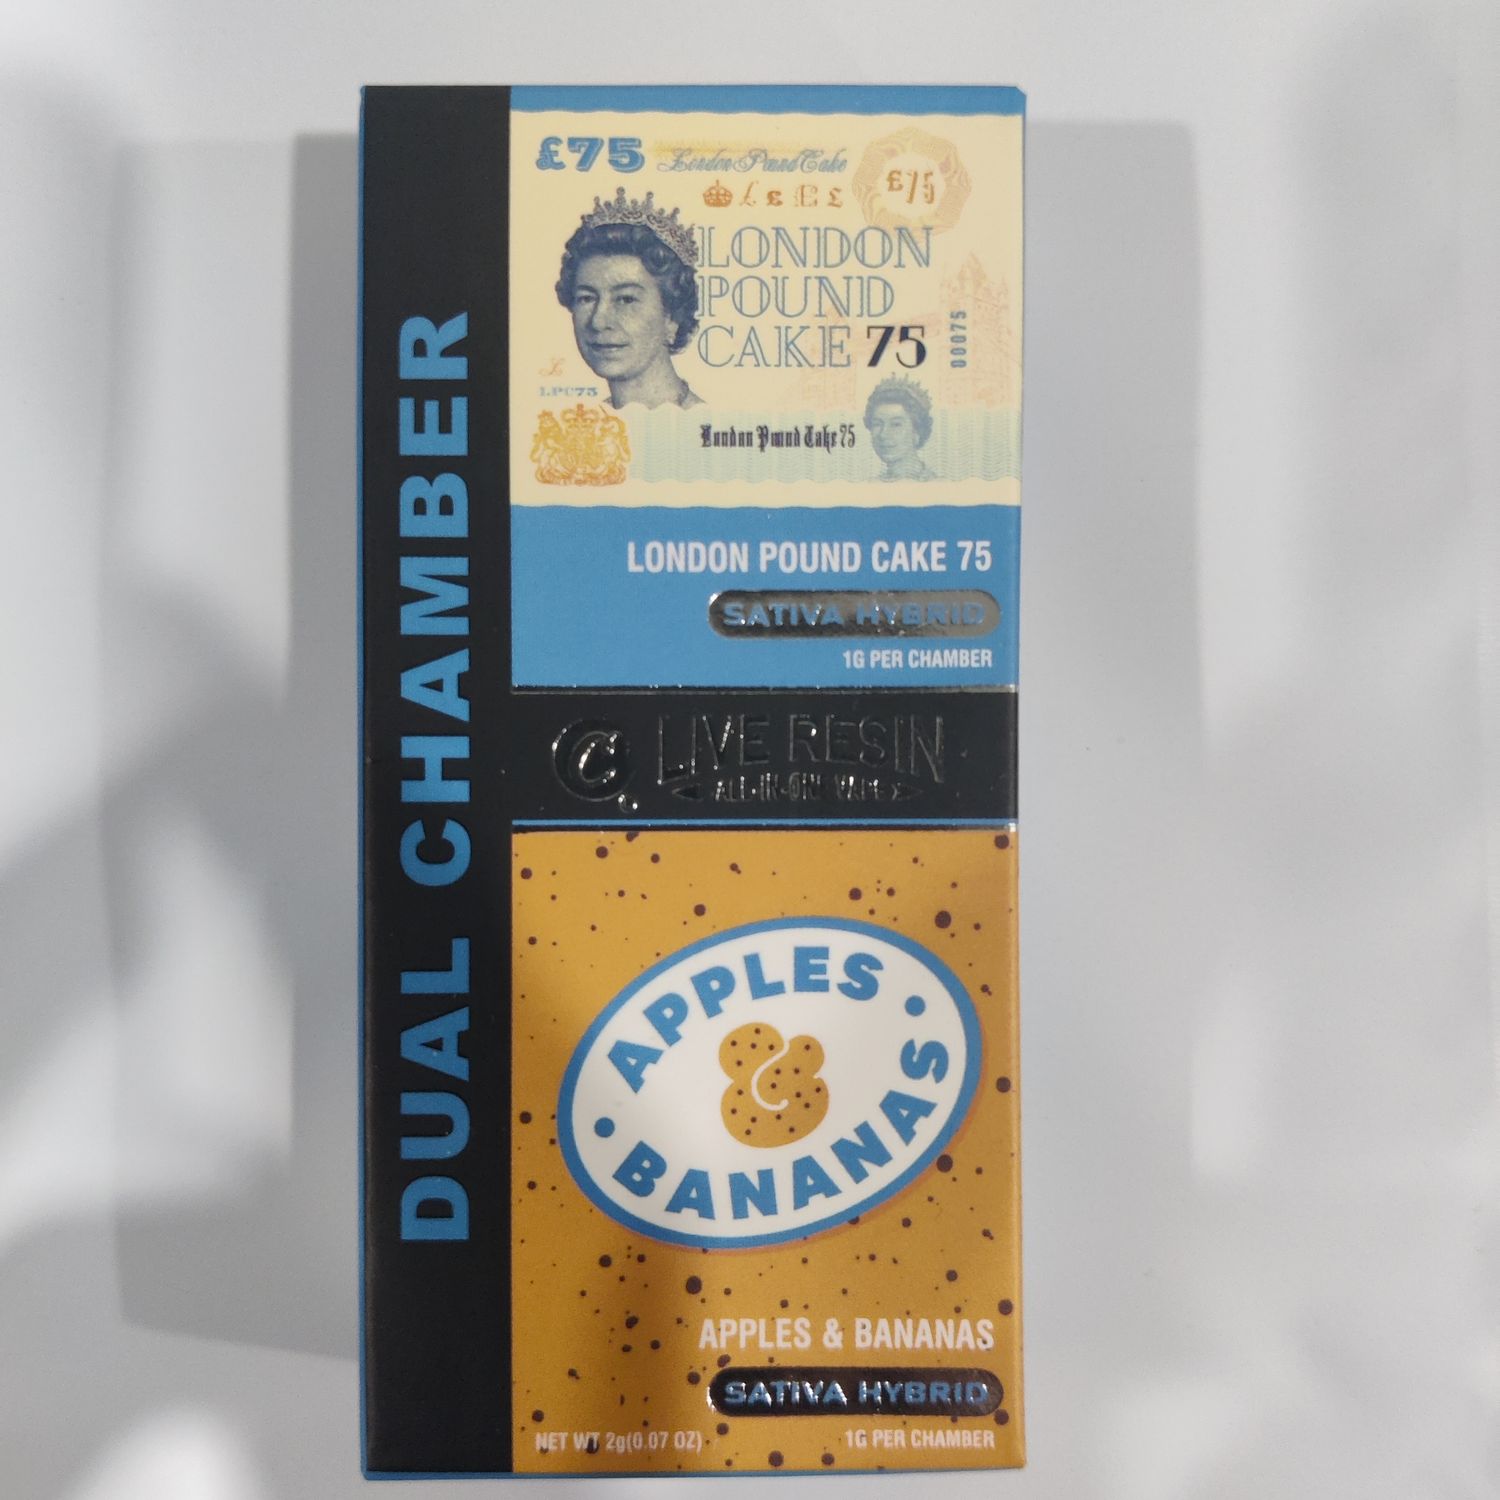 DUAL CHAMBER
£75
London Pound Cake
£75
LONDON
POUND
CAKE 75
00075
LPC75
London Pound Cake 75
LONDON POUND CAKE 75
SATIVA HYBRID
1G PER CHAMBER
C LIVE RESIN
ALL-IN-ONE VAPE
APPLES
&
BANANAS
APPLES & BANANAS
SATIVA HYBRID
NET WT 2g(0.07 OZ)
1G PER CHAMBER